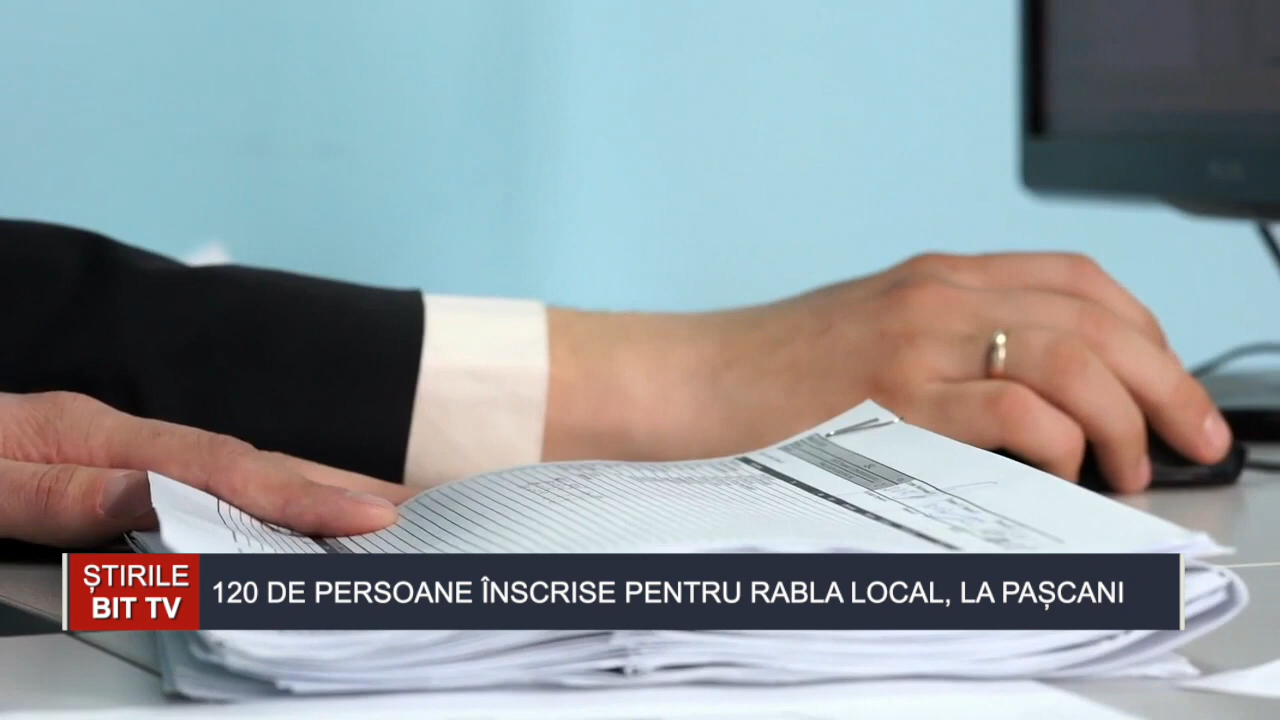 ȘTIRILE
BIT TV
120 DE PERSOANE ÎNSCRISE PENTRU RABLA LOCAL, LA PAȘCANI